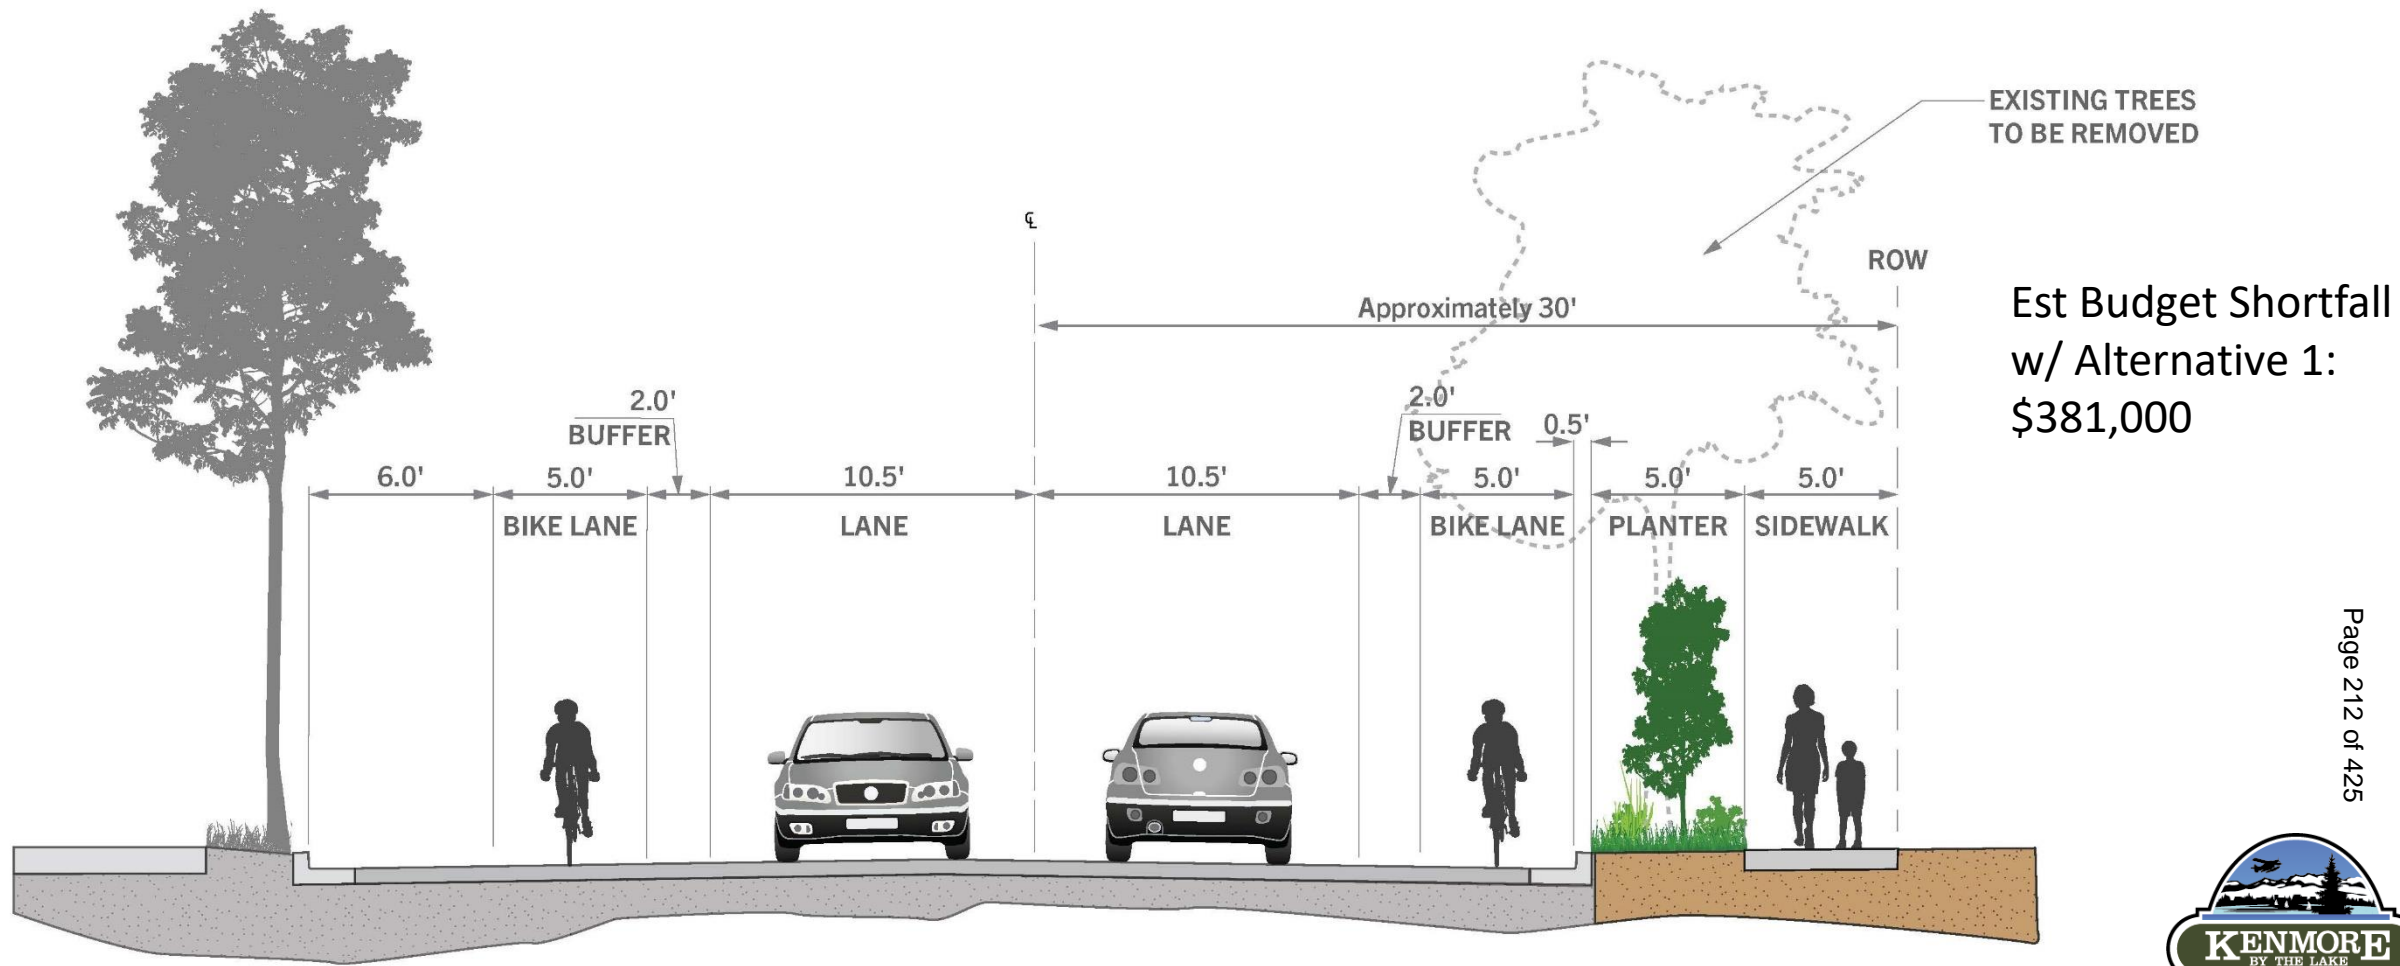 EXISTING TREES
TO BE REMOVED
℄
ROW
Approximately 30'
Est Budget Shortfall
w/ Alternative 1:
$381,000
2.0'
BUFFER
2.0'
BUFFER
0.5'
6.0'
5.0'
10.5'
10.5'
5.0'
5.0'
5.0'
BIKE LANE
LANE
LANE
BIKE LANE
PLANTER
SIDEWALK
Page 212 of 425
KENMORE
BY THE LAKE